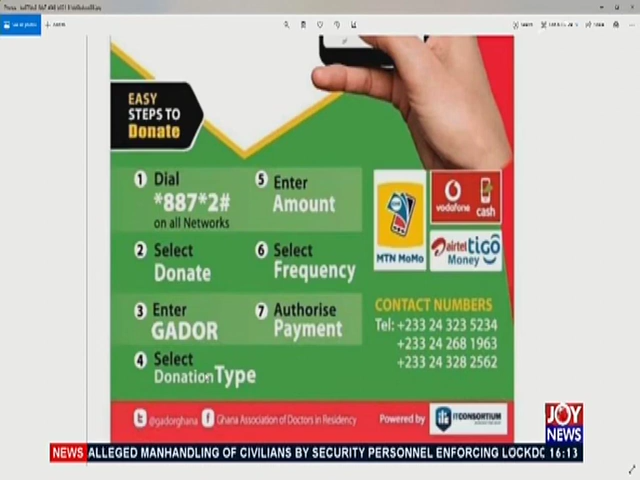 EASY
STEPS TO
Donate
1 Dial
*887*2#
on all Networks
2 Select
Donate
3 Enter
GADOR
4 Select
Donation Type
5 Enter
Amount
6 Select
Frequency
7 Authorise
Payment
MTN MoMo
vodafone cash
airtel tigo
Money
CONTACT NUMBERS
Tel: +233 24 323 5234
+233 24 268 1963
+233 24 328 2562
@gadorghana Ghana Association of Doctors in Residency Powered by ITCONSORTIUM
JOY
NEWS
NEWS ALLEGED MANHANDLING OF CIVILIANS BY SECURITY PERSONNEL ENFORCING LOCKDO 16:13